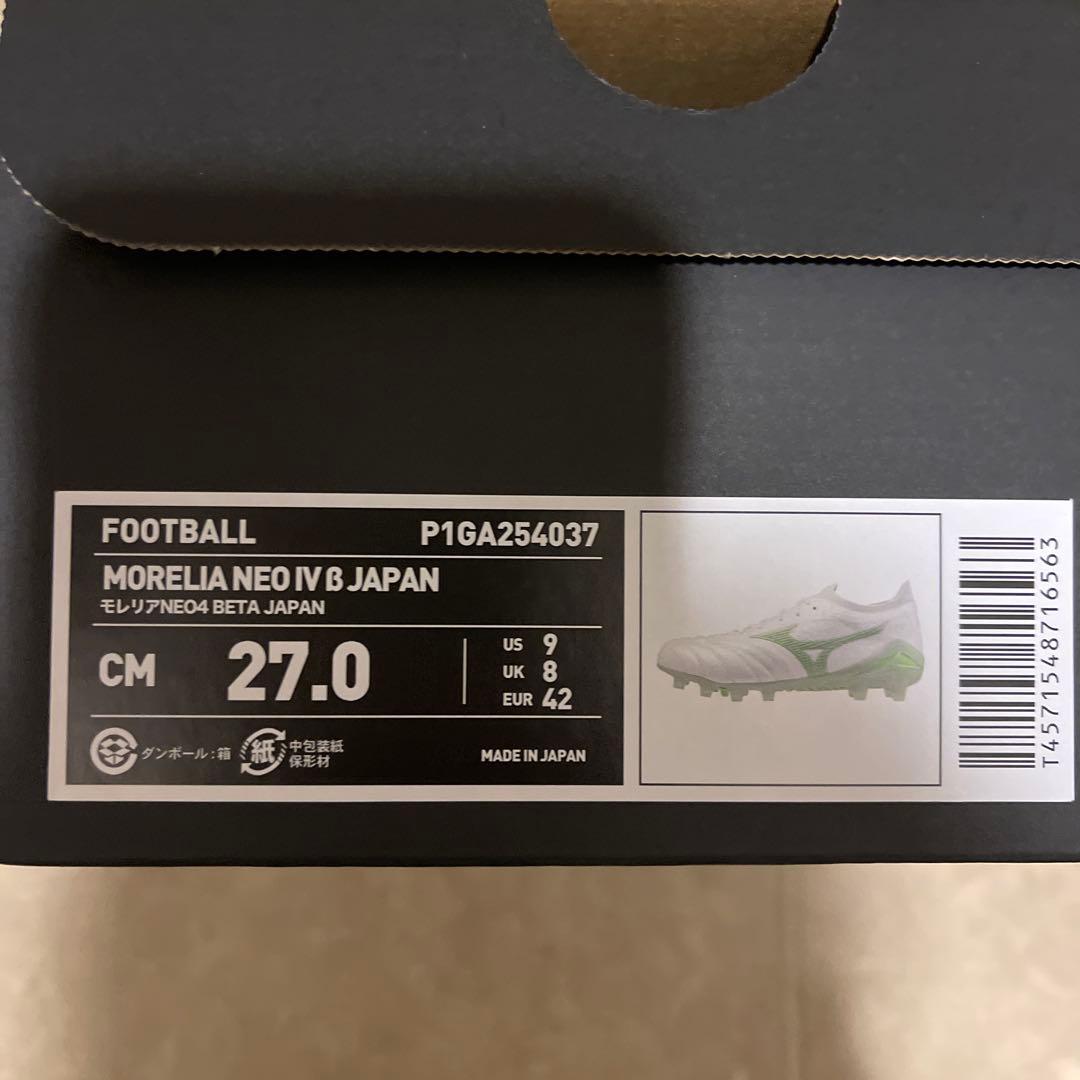 FOOTBALL P1GA254037
MORELIA NEO IV β JAPAN
モレリアNEO4 BETA JAPAN
CM 27.0
US 9
UK 8
EUR 42
ダンボール:箱
紙 中包装紙
保形材
MADE IN JAPAN
T4571548716563